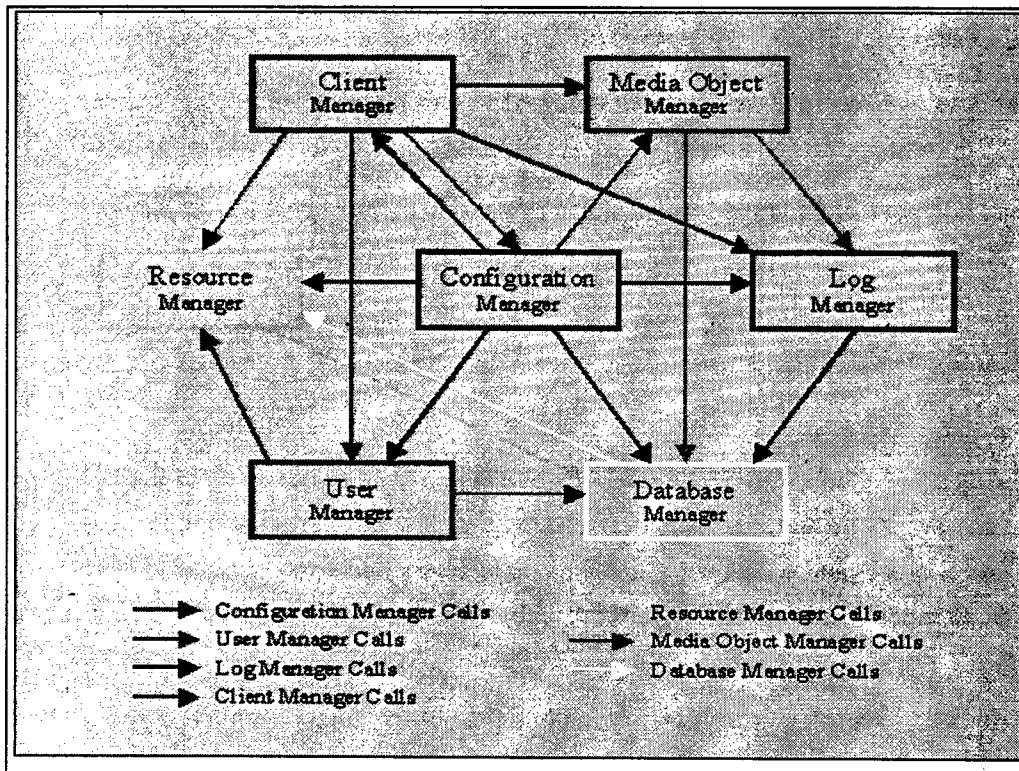 Client
Manager
Media Object
Manager
Resource
Manager
Configuration
Manager
Log
Manager
User
Manager
Database
Manager
Configuration Manager Calls
User Manager Calls
Log Manager Calls
Client Manager Calls
Resource Manager Calls
Media Object Manager Calls
Database Manager Calls